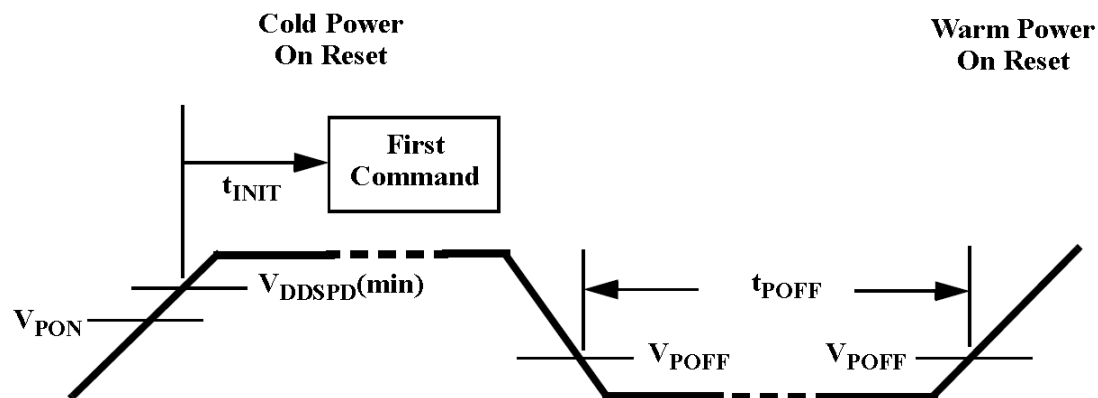 Cold Power
On Reset
Warm Power
On Reset
First
Command
tINIT
VDDSPD(min)
VPON
tPOFF
VPOFF
VPOFF